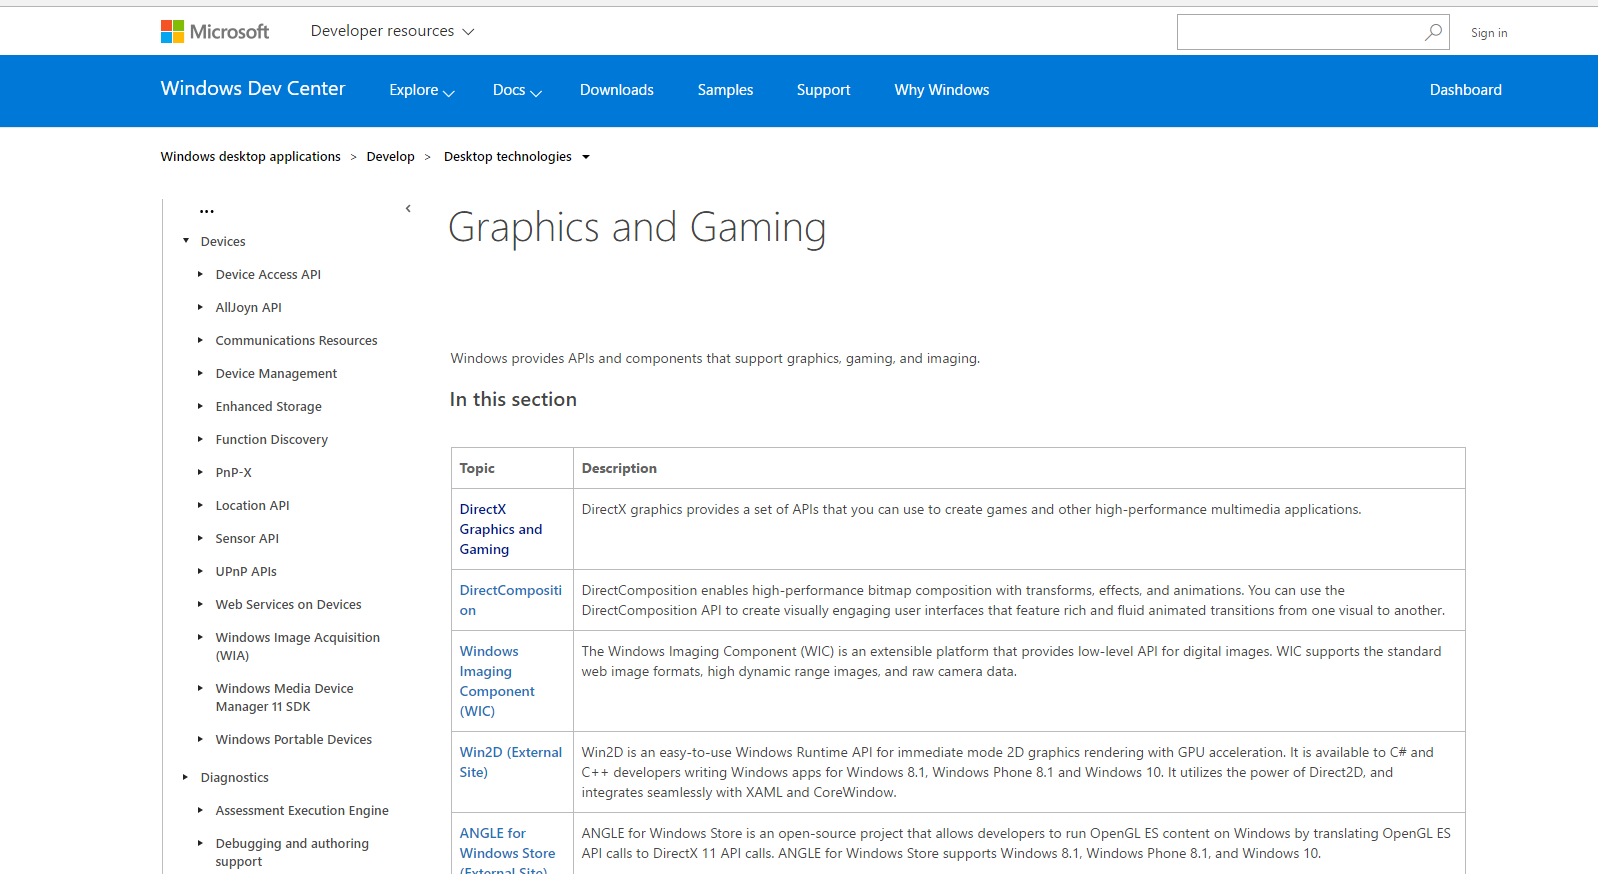 Microsoft
Developer resources
Sign in
Windows Dev Center
Explore
Docs
Downloads
Samples
Support
Why Windows
Dashboard
Windows desktop applications > Develop > Desktop technologies
...
Devices
Device Access API
AllJoyn API
Communications Resources
Device Management
Enhanced Storage
Function Discovery
PnP-X
Location API
Sensor API
UPnP APIs
Web Services on Devices
Windows Image Acquisition
(WIA)
Windows Media Device
Manager 11 SDK
Windows Portable Devices
Diagnostics
Assessment Execution Engine
Debugging and authoring
support
Graphics and Gaming
Windows provides APIs and components that support graphics, gaming, and imaging.
In this section
Topic
Description
DirectX
Graphics and
Gaming
DirectX graphics provides a set of APIs that you can use to create games and other high-performance multimedia applications.
DirectCompositi
on
DirectComposition enables high-performance bitmap composition with transforms, effects, and animations. You can use the
DirectComposition API to create visually engaging user interfaces that feature rich and fluid animated transitions from one visual to another.
Windows
Imaging
Component
(WIC)
The Windows Imaging Component (WIC) is an extensible platform that provides low-level API for digital images. WIC supports the standard
web image formats, high dynamic range images, and raw camera data.
Win2D (External
Site)
Win2D is an easy-to-use Windows Runtime API for immediate mode 2D graphics rendering with GPU acceleration. It is available to C# and
C++ developers writing Windows apps for Windows 8.1, Windows Phone 8.1 and Windows 10. It utilizes the power of Direct2D, and
integrates seamlessly with XAML and CoreWindow.
ANGLE for
Windows Store
(External Site)
ANGLE for Windows Store is an open-source project that allows developers to run OpenGL ES content on Windows by translating OpenGL ES
API calls to DirectX 11 API calls. ANGLE for Windows Store supports Windows 8.1, Windows Phone 8.1, and Windows 10.